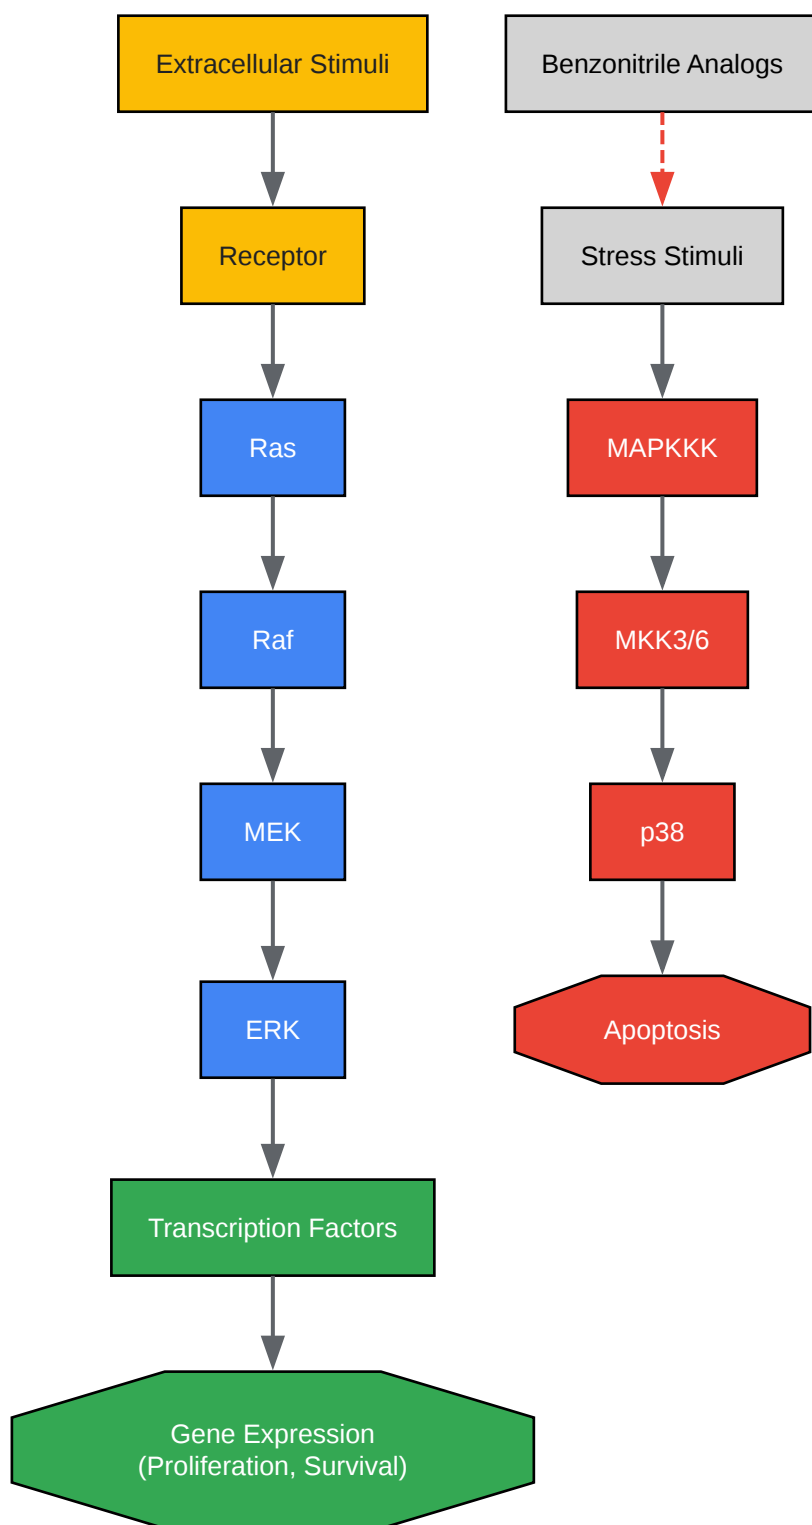 Extracellular Stimuli
Receptor
Ras
Raf
MEK
ERK
Transcription Factors
Gene Expression
(Proliferation, Survival)
Benzonitrile Analogs
Stress Stimuli
MAPKKK
MKK3/6
p38
Apoptosis